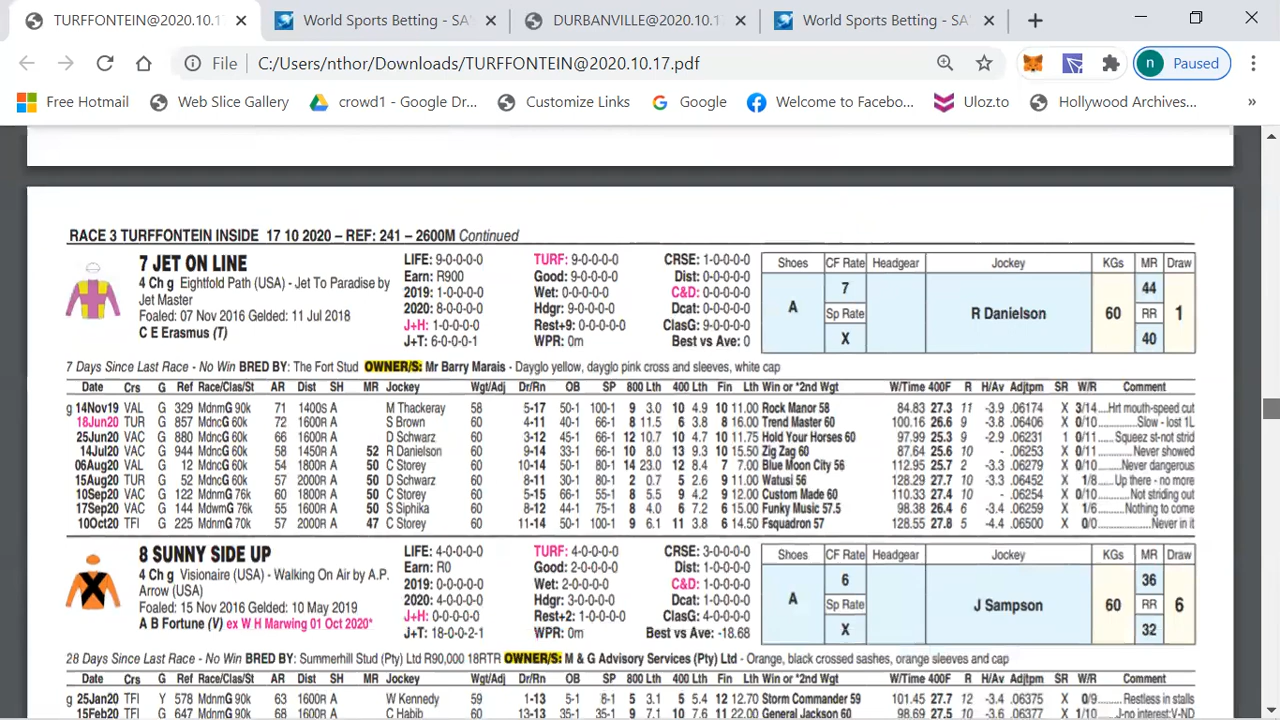 TURFFONTEIN@2020.10.1
World Sports Betting - SA
DURBANVILLE@2020.10.1
World Sports Betting - SA
File C:/Users/nthor/Downloads/TURFFONTEIN@2020.10.17.pdf
n Paused
Free Hotmail Web Slice Gallery crowd1 - Google Dr... Customize Links Google Welcome to Facebo... Uloz.to Hollywood Archives... »
RACE 3 TURFFONTEIN INSIDE 17 10 2020 – REF: 241 – 2600M Continued
7 JET ON LINE
4 Ch g Eightfold Path (USA) - Jet To Paradise by
Jet Master
Foaled: 07 Nov 2016 Gelded: 11 Jul 2018
C E Erasmus (T)
LIFE: 9-0-0-0-0 TURF: 9-0-0-0-0 CRSE: 1-0-0-0-0
Earn: R900 Good: 9-0-0-0-0 Dist: 0-0-0-0-0
2019: 1-0-0-0-0 Wet: 0-0-0-0-0 C&D: 0-0-0-0-0
2020: 8-0-0-0-0 Hdgr: 9-0-0-0-0 Dcat: 0-0-0-0-0
J+H: 1-0-0-0-0 Rest+9: 0-0-0-0-0 ClasG: 9-0-0-0-0
J+T: 6-0-0-0-1 WPR: 0m Best vs Ave: 0
Shoes CF Rate Headgear Jockey KGs MR Draw
A 7 Sp Rate X R Danielson 60 44 RR 40 1
7 Days Since Last Race - No Win BRED BY: The Fort Stud OWNER/S: Mr Barry Marais - Dayglo yellow, dayglo pink cross and sleeves, white cap
Date Crs G Ref Race/Clas/St AR Dist SH MR Jockey Wgt/Adj Dr/Rn OB SP 800 Lth 400 Lth Fin Lth Win or *2nd Wgt W/Time 400F R H/Av Adjtpm SR W/R Comment
g 14Nov19 VAL G 329 MdnmG 90k 71 1400S A M Thackeray 58 5-17 50-1 100-1 9 3.0 10 4.9 10 11.00 Rock Manor 58 84.83 27.3 11 -3.9 .06174 X 3/14 ....Hrt mouth-speed cut
18Jun20 TUR G 857 MdncG 60k 72 1600R A S Brown 60 4-11 40-1 66-1 8 11.5 6 3.8 8 16.00 Trend Master 60 100.16 26.6 9 -3.8 .06406 X 0/8 ....Slow - lost 1L
25Jun20 VAC G 880 MdncG 60k 66 1600R A D Schwarz 60 3-12 45-1 66-1 12 10.7 4 4.7 10 11.75 Hold Your Horses 60 97.99 25.3 9 -2.9 .06231 1 0/11 ....Squeez st-not strid
14Jul20 VAC G 944 MdncG 60k 58 1450R A 52 R Danielson 60 9-14 33-1 66-1 10 8.0 13 9.3 10 15.50 Zig Zag 60 87.64 25.6 10 - .06253 X 0/11 ....Never showed
06Aug20 VAL G 12 MdncG 60k 54 1800R A 50 C Storey 60 10-14 50-1 80-1 14 23.0 12 8.4 7 7.00 Blue Moon City 56 112.95 25.7 2 -3.3 .06279 X 0/10 ....Never dangerous
15Aug20 TUR G 52 MdncG 60k 57 2000R A 50 D Schwarz 60 8-11 30-1 80-1 2 0.7 5 2.6 9 11.00 Watusi 56 128.29 27.7 10 -3.3 .06452 X 1/8 ....Up there - no more
10Sep20 VAC G 122 MdnmG 76k 60 1800R A 50 C Storey 60 5-15 66-1 55-1 8 5.5 9 4.2 9 12.00 Custom Made 60 110.33 27.4 10 - .06254 X 0/10 ....Not striding out
17Sep20 VAC G 144 MdmwG 76k 55 1600R A 50 S Siphika 60 8-12 44-1 75-1 8 4.0 6 7.2 6 15.00 Funky Music 57.5 98.38 26.4 6 -3.4 .06259 X 1/6 ....Nothing to come
10Oct20 TFI G 225 MdnmG 70k 57 2000R A 47 C Storey 60 11-14 50-1 100-1 9 6.1 11 3.8 6 14.50 Fsquadron 57 128.55 27.8 5 -4.4 .06500 X 0/0 ....Never in it
8 SUNNY SIDE UP
4 Ch g Visionaire (USA) - Walking On Air by A.P.
Arrow (USA)
Foaled: 15 Nov 2016 Gelded: 10 May 2019
A B Fortune (V) ex W H Marwing 01 Oct 2020*
LIFE: 4-0-0-0-0 TURF: 4-0-0-0-0 CRSE: 3-0-0-0-0
Earn: R0 Good: 2-0-0-0-0 Dist: 1-0-0-0-0
2019: 0-0-0-0-0 Wet: 2-0-0-0-0 C&D: 1-0-0-0-0
2020: 4-0-0-0-0 Hdgr: 3-0-0-0-0 Dcat: 1-0-0-0-0
J+H: 0-0-0-0-0 Rest+2: 1-0-0-0-0 ClasG: 4-0-0-0-0
J+T: 18-0-0-2-1 WPR: 0m Best vs Ave: -18.68
Shoes CF Rate Headgear Jockey KGs MR Draw
A 6 Sp Rate X J Sampson 60 36 RR 32 6
28 Days Since Last Race - No Win BRED BY: Summerhill Stud (Pty) Ltd R90,000 18RTR OWNER/S: M & G Advisory Services (Pty) Ltd - Orange, black crossed sashes, orange sleeves and cap
Date Crs G Ref Race/Clas/St AR Dist SH MR Jockey Wgt/Adj Dr/Rn OB SP 800 Lth 400 Lth Fin Lth Win or *2nd Wgt W/Time 400F R H/Av Adjtpm SR W/R Comment
g 25Jan20 TFI Y 578 MdnmG 90k 63 1600R A W Kennedy 59 1-13 5-1 8-1 5 3.1 5 5.4 12 12.70 Storm Commander 59 101.45 27.7 12 -3.4 .06375 X 0/9 ....Restless in stalls
15Feb20 TFI G 647 MdnmG 90k 68 1600R A C Habib 60 13-13 35-1 35-1 9 7.1 10 7.6 11 22.00 General Jackson 60 98.69 27.5 10 -3.6 .06377 X 1/10 ....J-no interest:V-ND